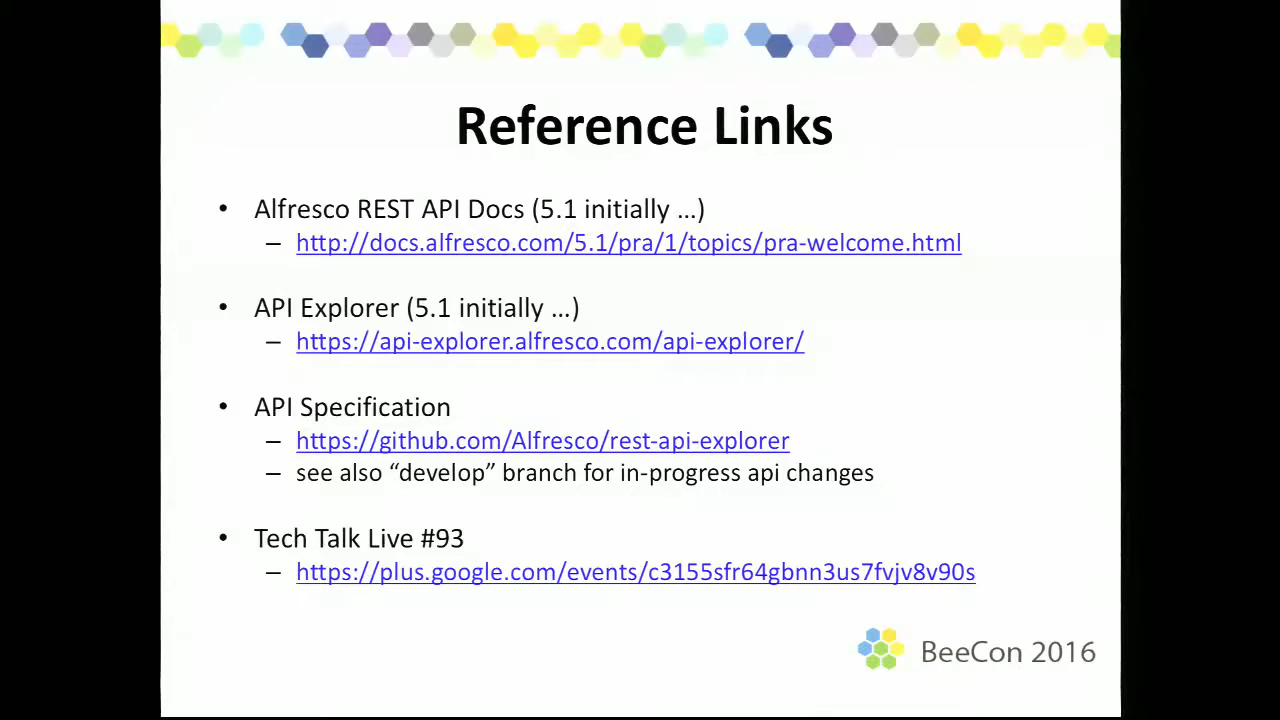 Reference Links
• Alfresco REST API Docs (5.1 initially ...)
– http://docs.alfresco.com/5.1/pra/1/topics/pra-welcome.html
• API Explorer (5.1 initially ...)
– https://api-explorer.alfresco.com/api-explorer/
• API Specification
– https://github.com/Alfresco/rest-api-explorer
– see also “develop” branch for in-progress api changes
• Tech Talk Live #93
– https://plus.google.com/events/c3155sfr64gbnn3us7fvjv8v90s
BeeCon 2016